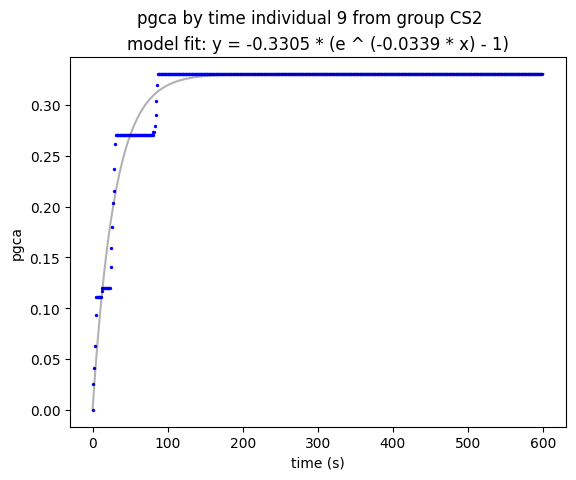 pgca by time individual 9 from group CS2
model fit: y = -0.3305 * (e ^ (-0.0339 * x) - 1)
pgca
0.30
0.25
0.20
0.15
0.10
0.05
0.00
0 100 200 300 400 500 600
time (s)